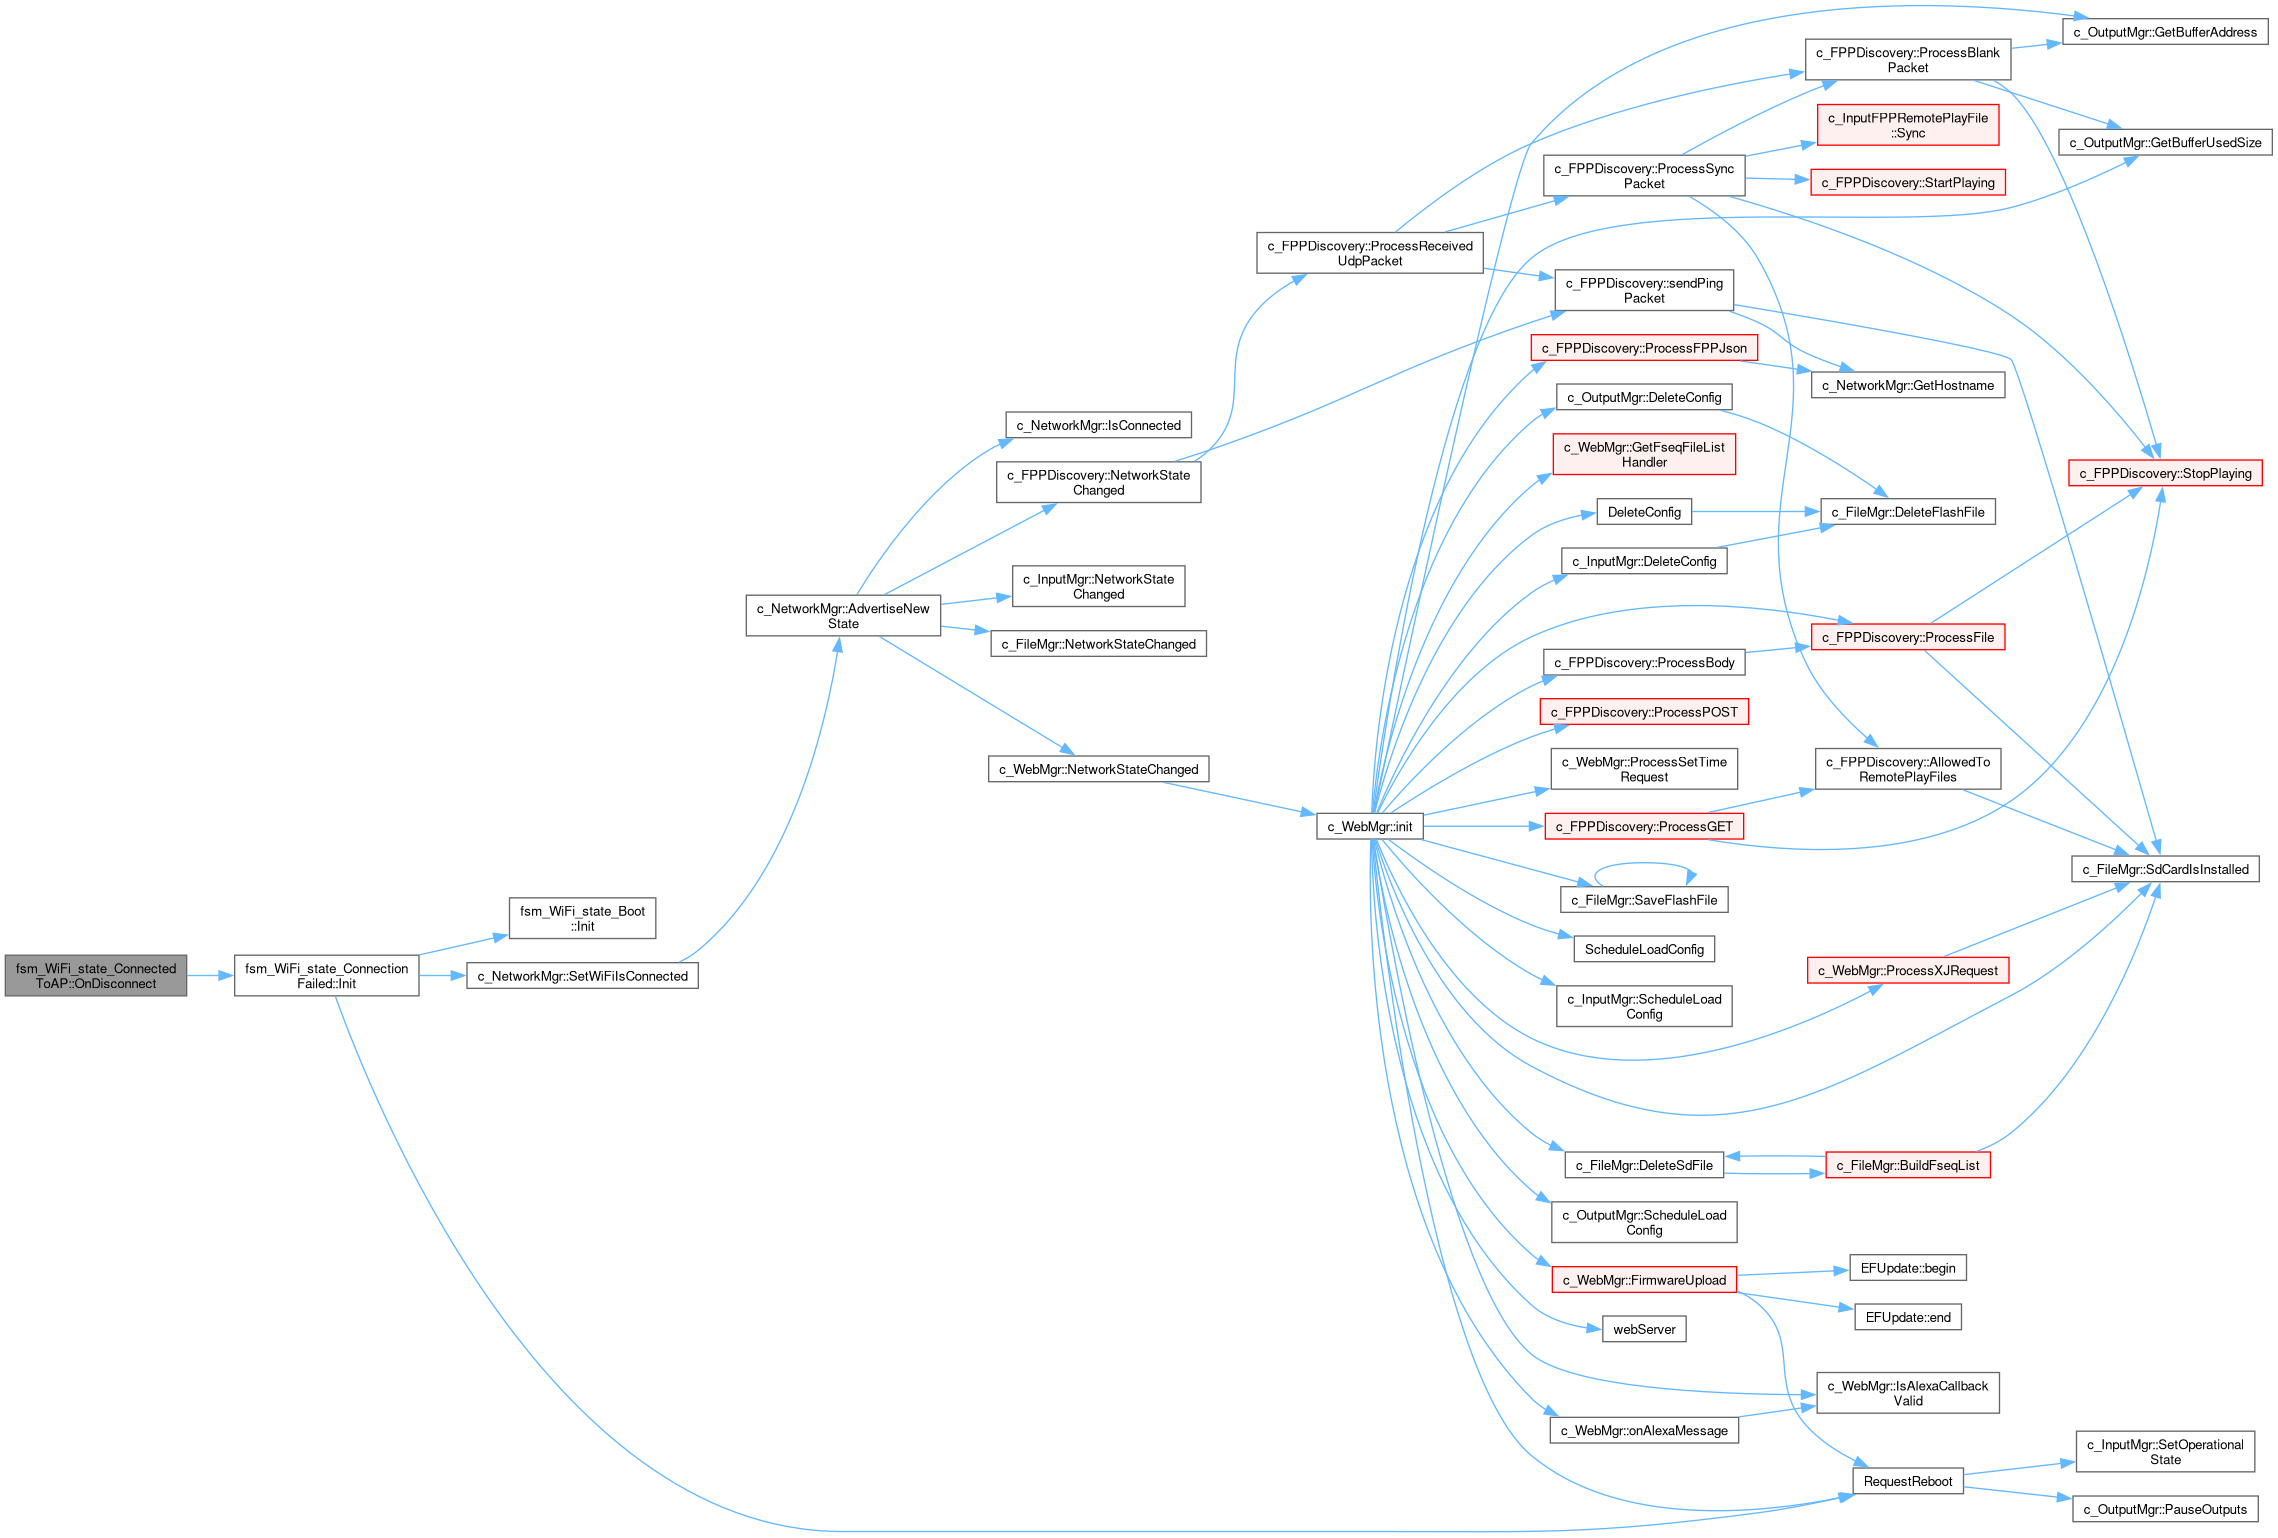 fsm_WiFi_state_Connected
ToAP::OnDisconnect
fsm_WiFi_state_Connection
Failed::Init
fsm_WiFi_state_Boot
::Init
c_NetworkMgr::SetWiFiIsConnected
c_NetworkMgr::AdvertiseNew
State
c_NetworkMgr::IsConnected
c_FPPDiscovery::NetworkState
Changed
c_InputMgr::NetworkState
Changed
c_FileMgr::NetworkStateChanged
c_WebMgr::NetworkStateChanged
c_FPPDiscovery::ProcessReceived
UdpPacket
c_WebMgr::init
c_FPPDiscovery::ProcessSync
Packet
c_FPPDiscovery::sendPing
Packet
c_FPPDiscovery::ProcessFPPJson
c_OutputMgr::DeleteConfig
c_WebMgr::GetFseqFileList
Handler
DeleteConfig
c_InputMgr::DeleteConfig
c_FPPDiscovery::ProcessBody
c_FPPDiscovery::ProcessPOST
c_WebMgr::ProcessSetTime
Request
c_FPPDiscovery::ProcessGET
c_FileMgr::SaveFlashFile
ScheduleLoadConfig
c_InputMgr::ScheduleLoad
Config
c_FileMgr::DeleteSdFile
c_OutputMgr::ScheduleLoad
Config
c_WebMgr::FirmwareUpload
webServer
c_WebMgr::onAlexaMessage
c_FPPDiscovery::ProcessBlank
Packet
c_InputFPPRemotePlayFile
::Sync
c_FPPDiscovery::StartPlaying
c_NetworkMgr::GetHostname
c_FileMgr::DeleteFlashFile
c_FPPDiscovery::ProcessFile
c_FPPDiscovery::AllowedTo
RemotePlayFiles
c_WebMgr::ProcessXJRequest
c_FileMgr::BuildFseqList
EFUpdate::begin
EFUpdate::end
c_WebMgr::IsAlexaCallback
Valid
RequestReboot
c_OutputMgr::GetBufferAddress
c_OutputMgr::GetBufferUsedSize
c_FPPDiscovery::StopPlaying
c_FileMgr::SdCardIsInstalled
c_InputMgr::SetOperational
State
c_OutputMgr::PauseOutputs